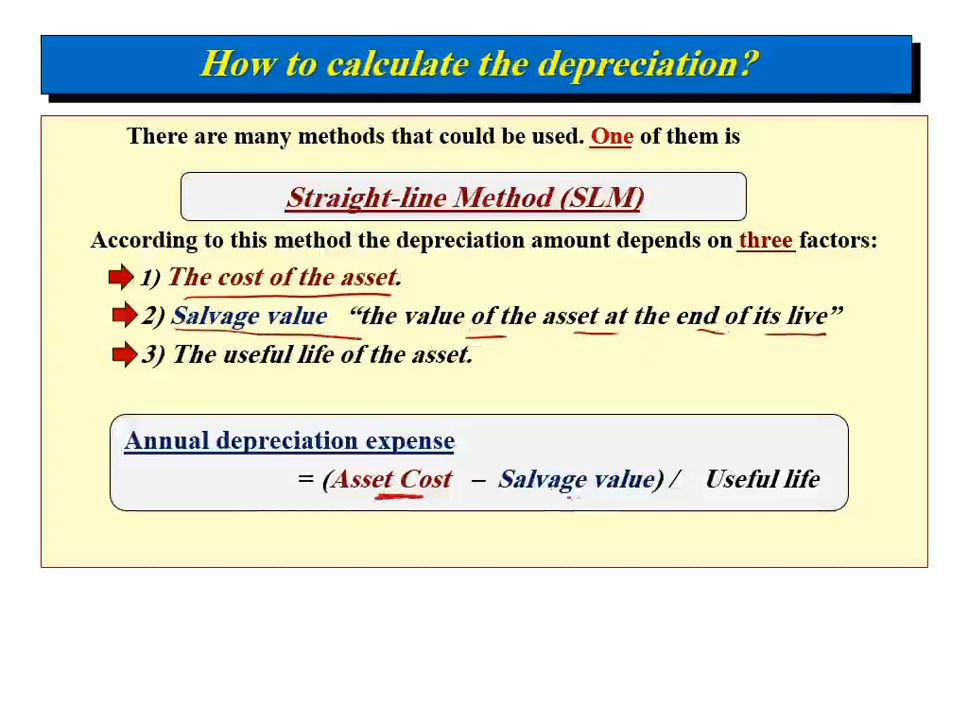 How to calculate the depreciation?
There are many methods that could be used. One of them is
Straight-line Method (SLM)
According to this method the depreciation amount depends on three factors:
1) The cost of the asset.
2) Salvage value “the value of the asset at the end of its live”
3) The useful life of the asset.
Annual depreciation expense
= (Asset Cost – Salvage value) / Useful life